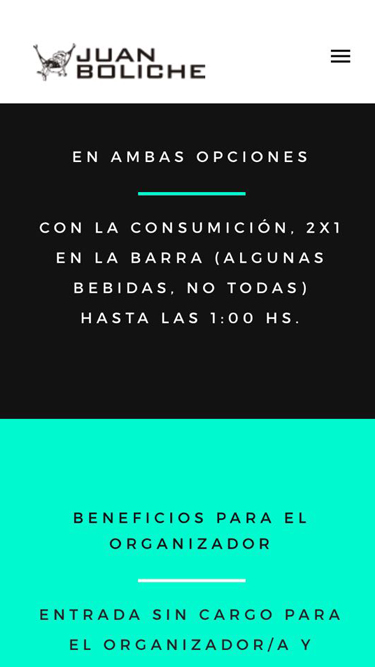 JUAN
BOLICHE
EN AMBAS OPCIONES
CON LA CONSUMICIÓN, 2X1
EN LA BARRA (ALGUNAS
BEBIDAS, NO TODAS)
HASTA LAS 1:00 HS.
BENEFICIOS PARA EL
ORGANIZADOR
ENTRADA SIN CARGO PARA
EL ORGANIZADOR/A Y